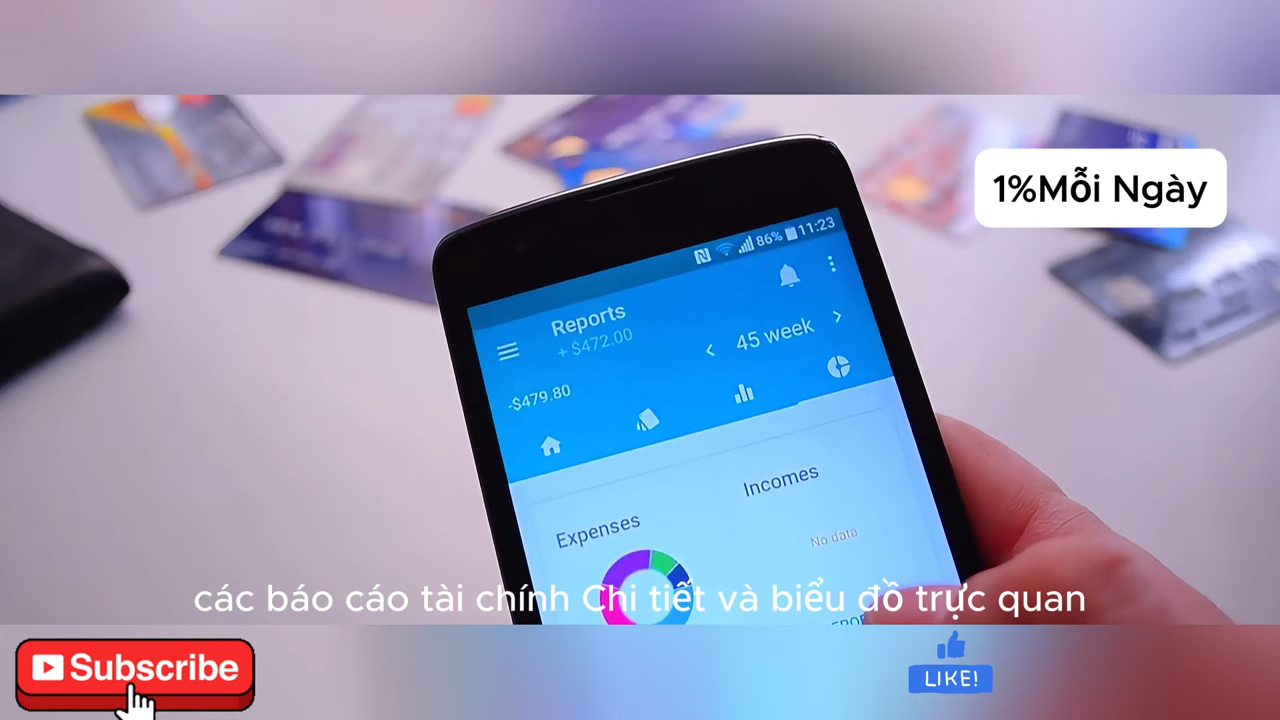 1%Mỗi Ngày
86% 11:23
Reports
+ $472.00
45 week
-$479.80
Incomes
Expenses
No data
các báo cáo tài chính Chi tiết và biểu đồ trực quan
Subscribe
LIKE!